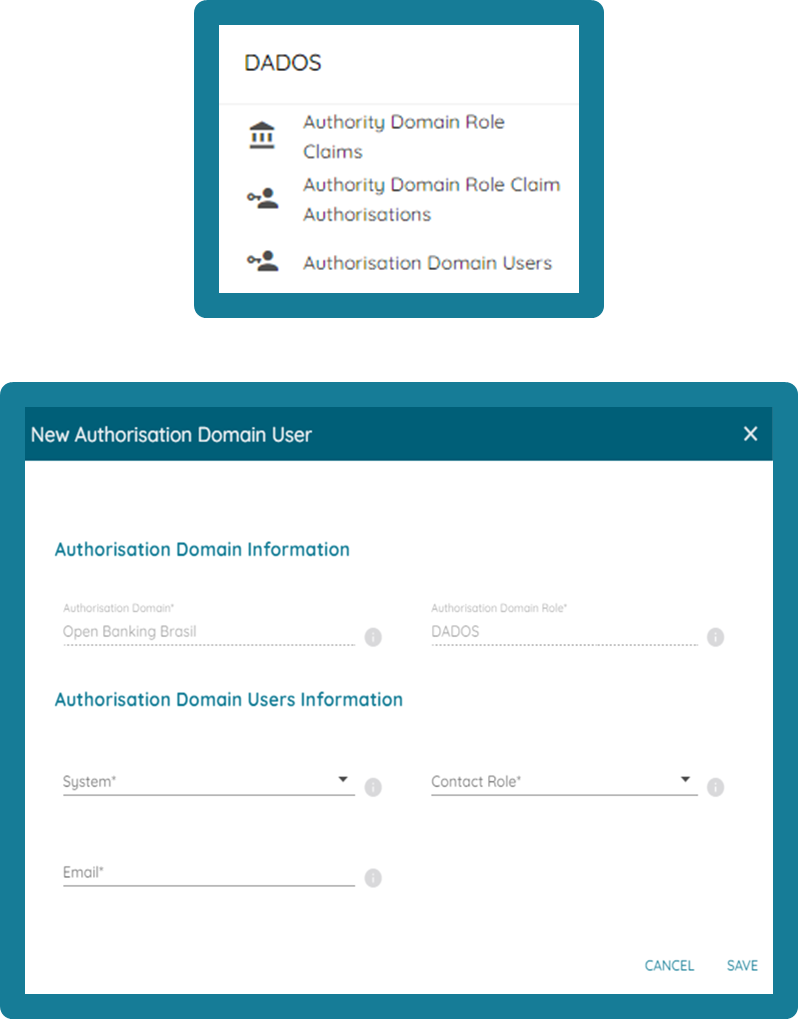 DADOS
Authority Domain Role
Claims
Authority Domain Role Claim
Authorisations
Authorisation Domain Users
New Authorisation Domain User
Authorisation Domain Information
Authorisation Domain*
Authorisation Domain Role*
Open Banking Brasil
DADOS
Authorisation Domain Users Information
System*
Contact Role*
Email*
CANCEL
SAVE